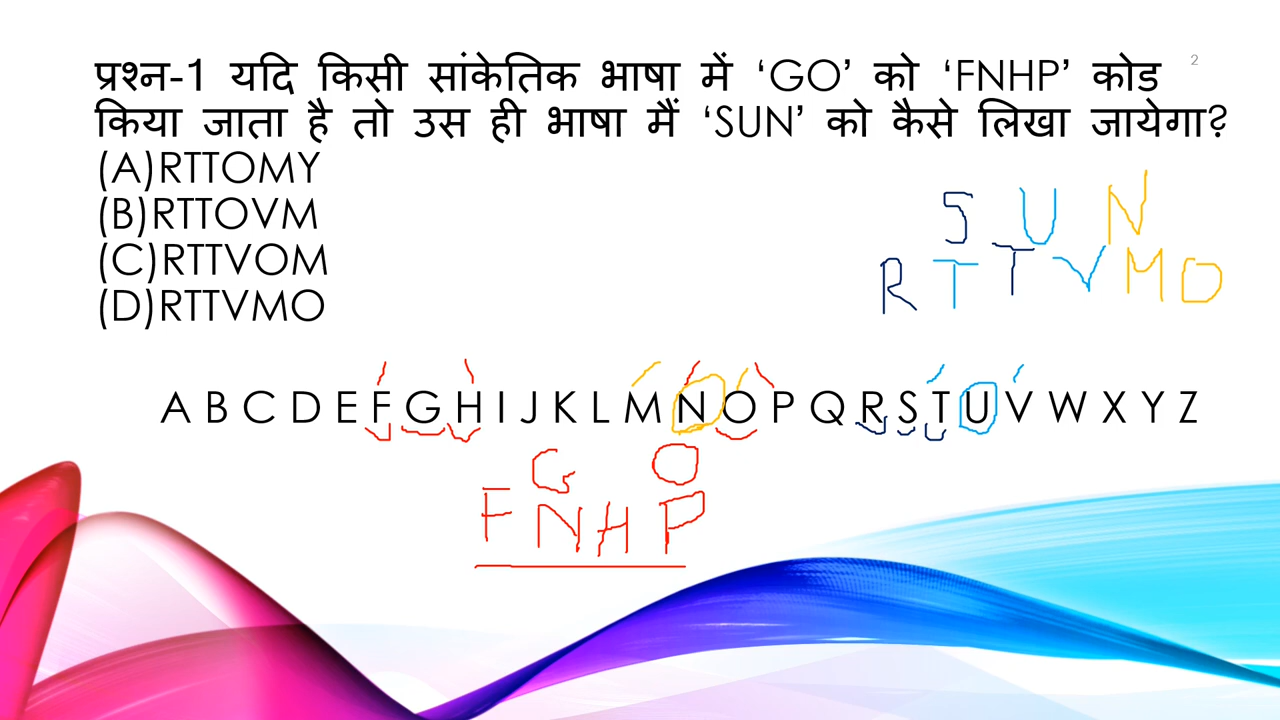 2
प्रश्न-1 यदि किसी सांकेतिक भाषा में ‘GO’ को ‘FNHP’ कोड
किया जाता है तो उस ही भाषा मैं ‘SUN’ को कैसे लिखा जायेगा?
(A)RTTOMY
(B)RTTOVM
(C)RTTVOM
(D)RTTVMO
S U N
R T T V M O
A B C D E F G H I J K L M N O P Q R S T U V W X Y Z
G O
F N H P